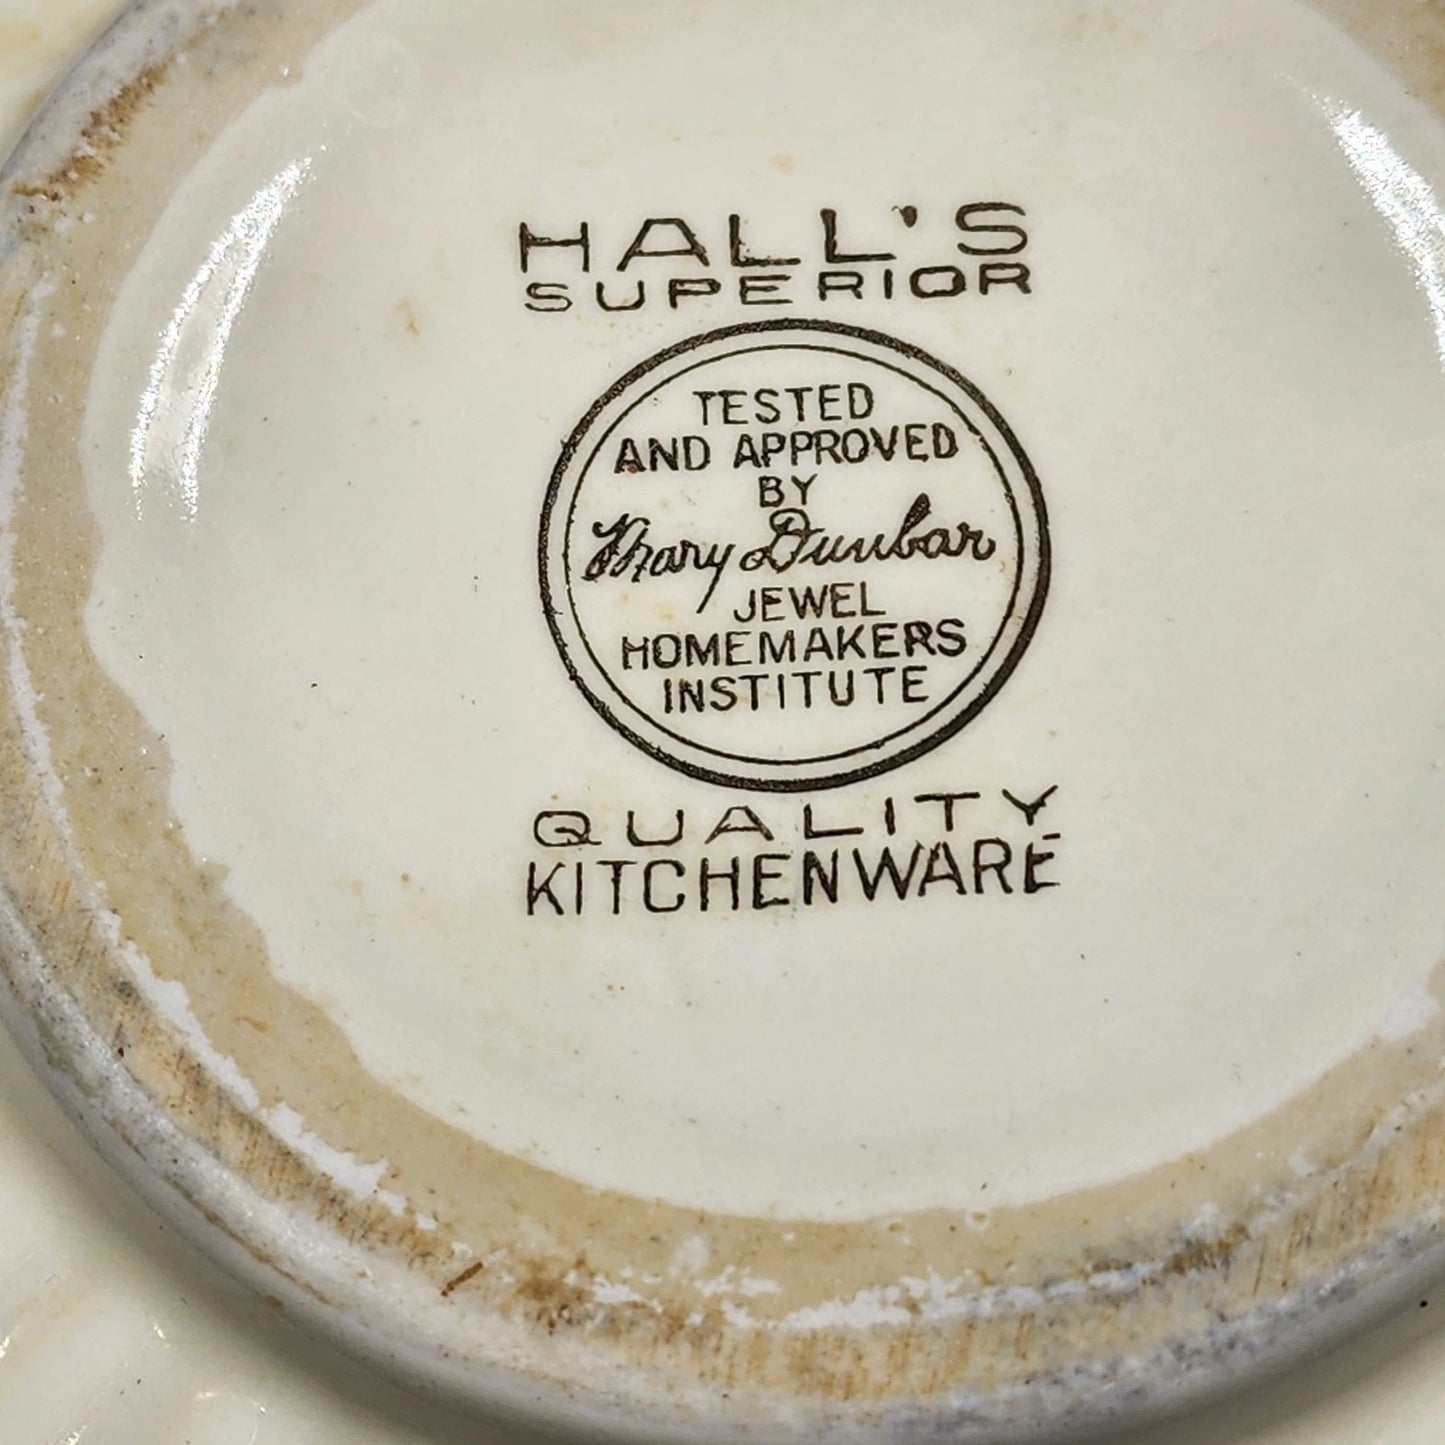 HALL'S
SUPERIOR
TESTED
AND APPROVED
BY
Mary Dunbar
JEWEL
HOMEMAKERS
INSTITUTE
QUALITY
KITCHENWARE